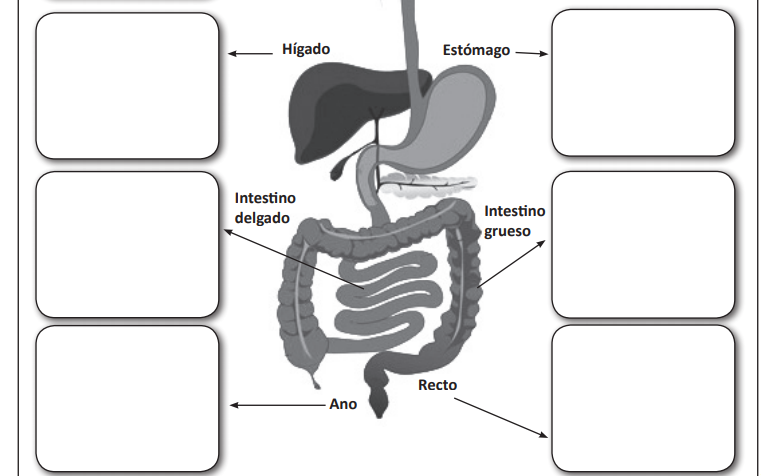 Hígado
Estómago
Intestino
delgado
Intestino
grueso
Recto
Ano